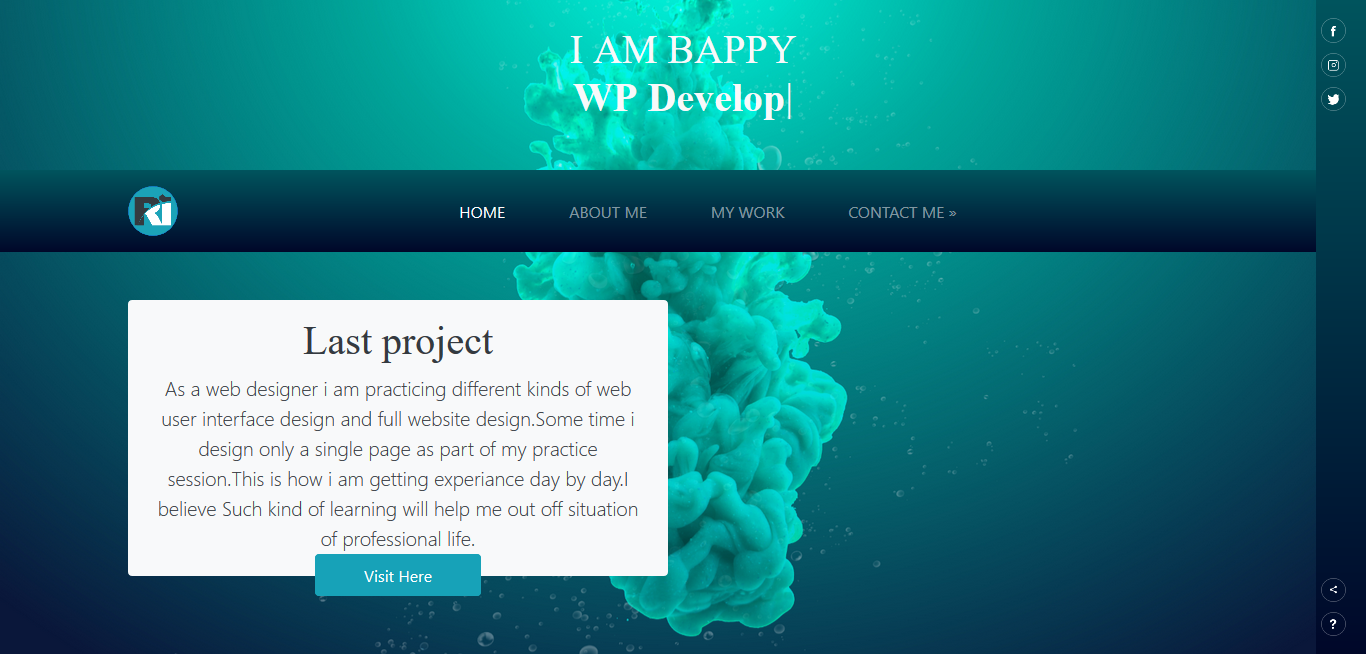 I AM BAPPY
WP Develop|
Ri
HOME ABOUT ME MY WORK CONTACT ME »
Last project
As a web designer i am practicing different kinds of web
user interface design and full website design.Some time i
design only a single page as part of my practice
session.This is how i am getting experiance day by day.I
believe Such kind of learning will help me out off situation
of professional life.
Visit Here
?